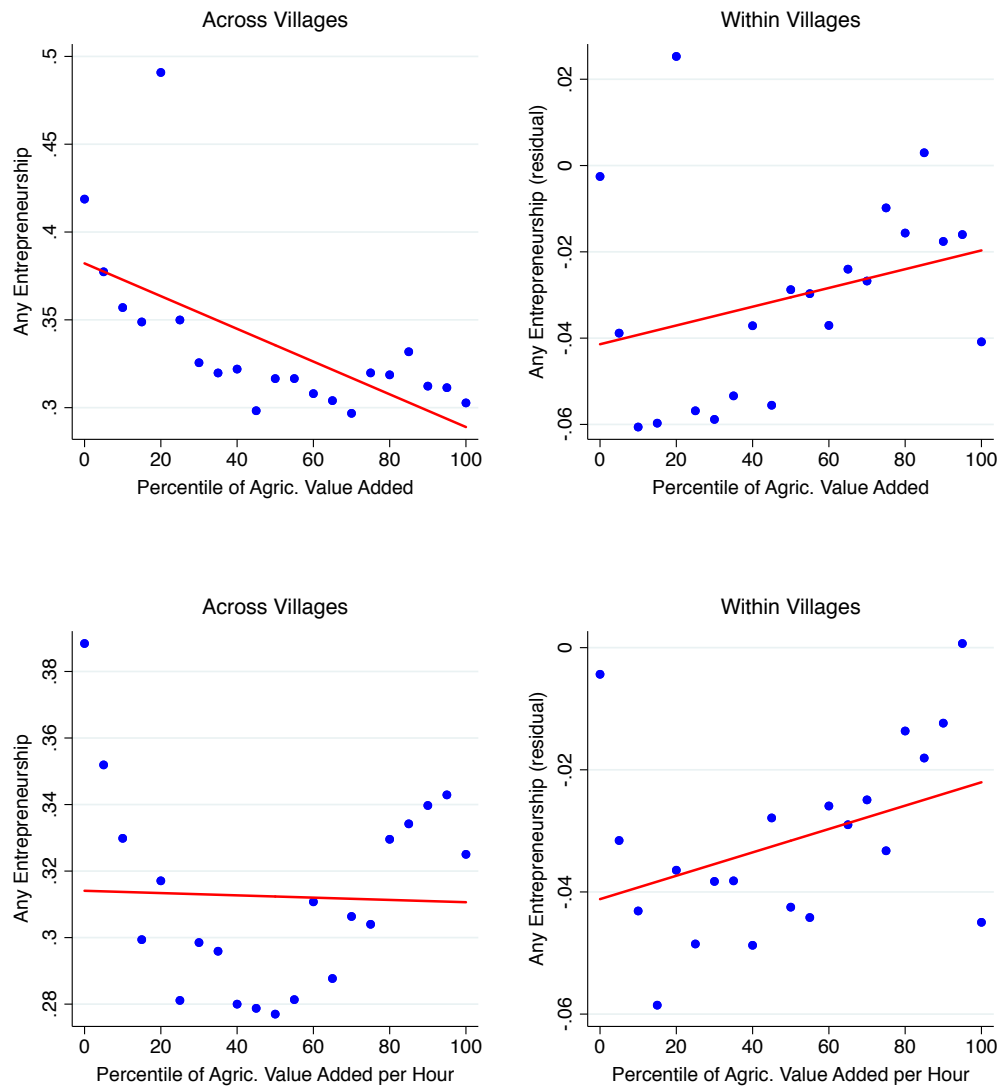 Across Villages
Any Entrepreneurship
.5
.45
.4
.35
.3
0 20 40 60 80 100
Percentile of Agric. Value Added
Within Villages
Any Entrepreneurship (residual)
.02
0
-.02
-.04
-.06
0 20 40 60 80 100
Percentile of Agric. Value Added
Across Villages
Any Entrepreneurship
.38
.36
.34
.32
.3
.28
0 20 40 60 80 100
Percentile of Agric. Value Added per Hour
Within Villages
Any Entrepreneurship (residual)
0
-.02
-.04
-.06
0 20 40 60 80 100
Percentile of Agric. Value Added per Hour